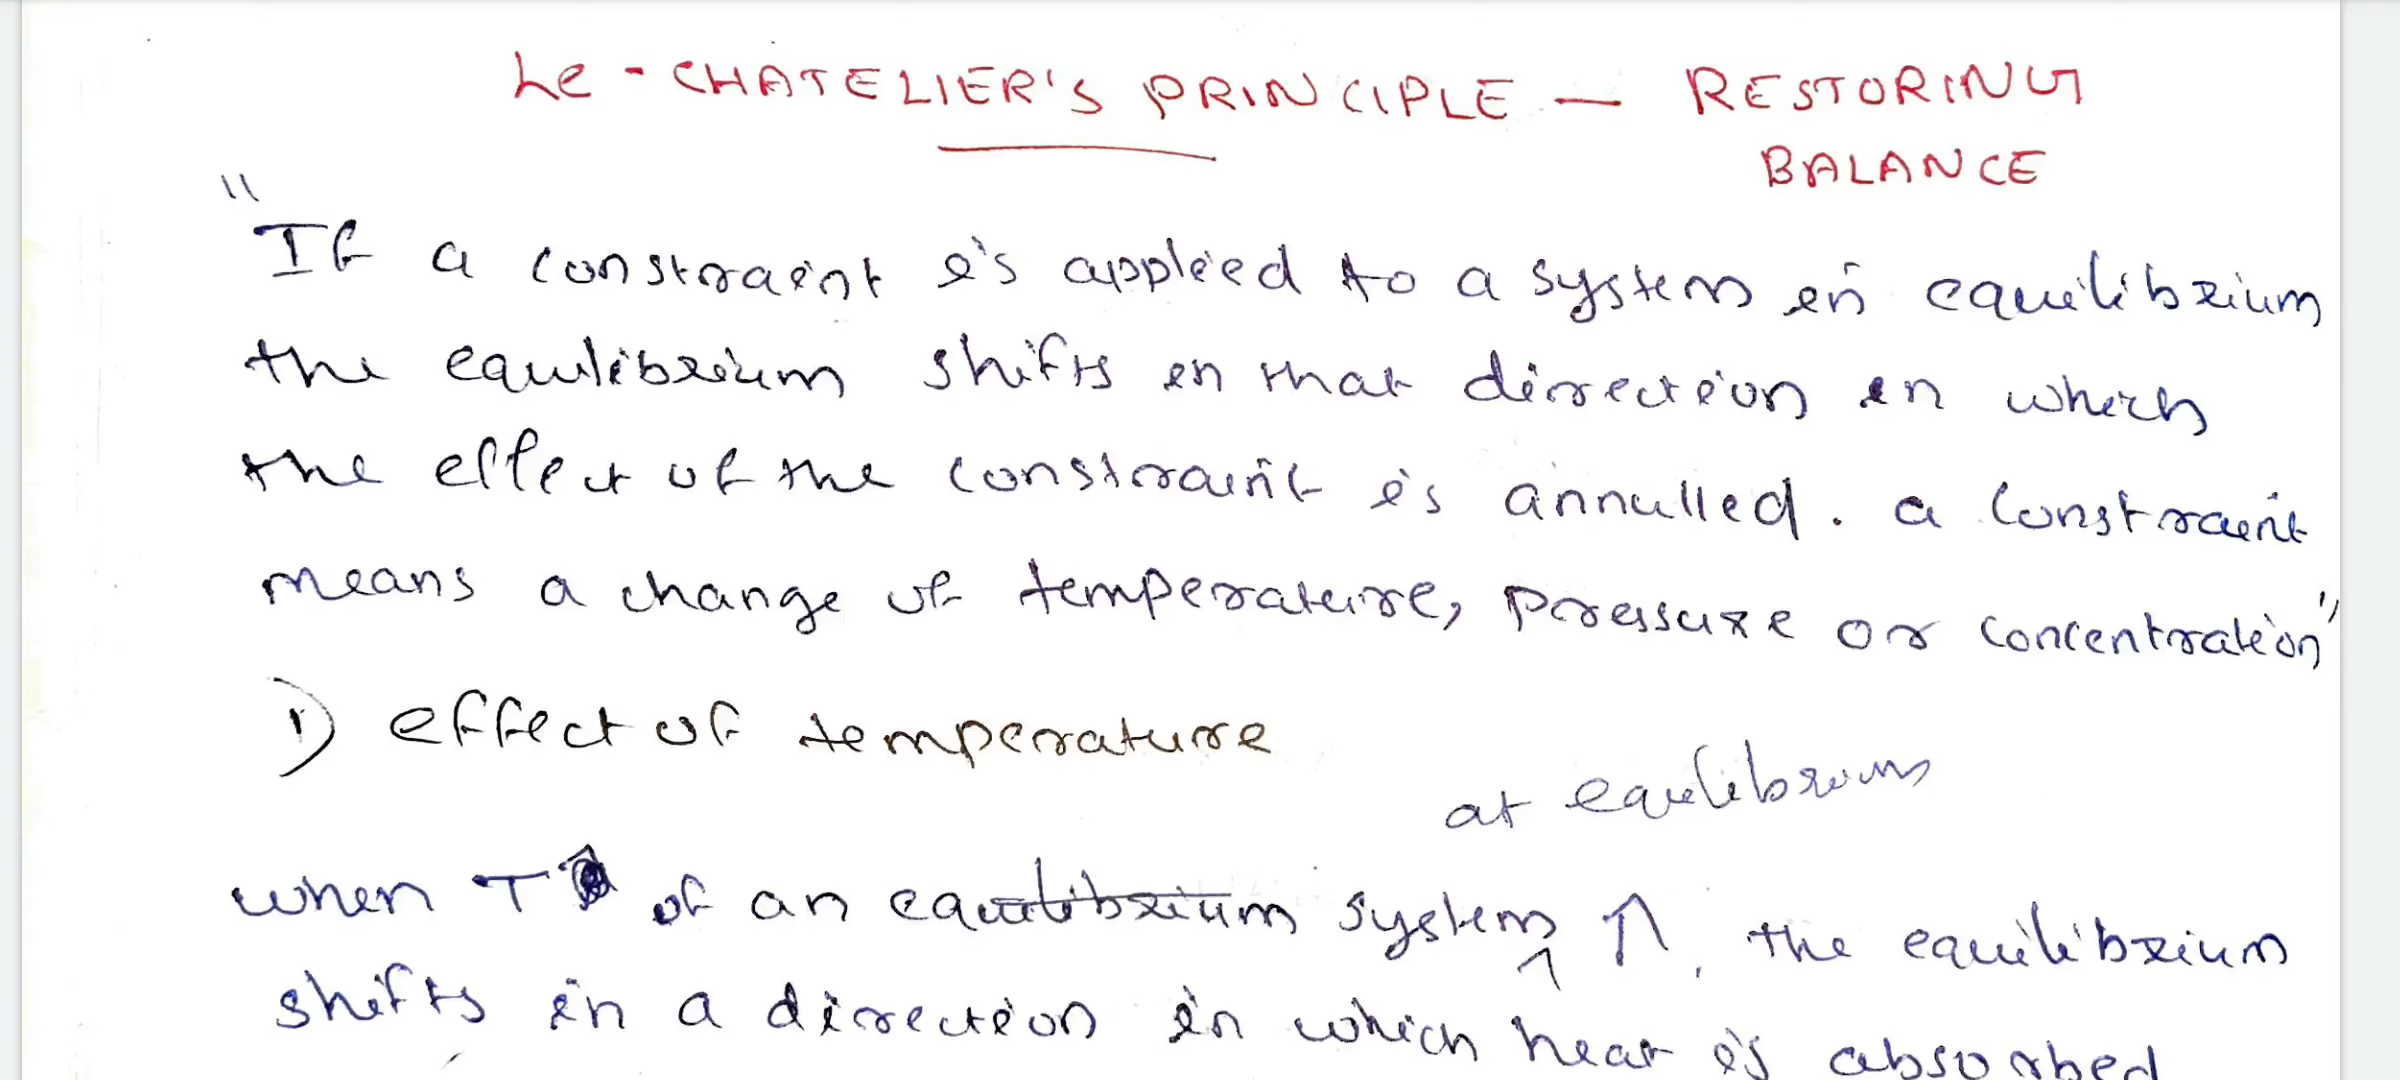 Le - CHATELIER'S PRINCIPLE — RESTORING
BALANCE
"If a constraint is applied to a system in equilibrium
the equilibrium shifts in that direction in which
the effect of the constraint is annulled. a constraint
means a change of temperature, pressure or concentration"
1) effect of temperature
at equilibrium
when T of an equilibrium system ↑, the equilibrium
shifts in a direction in which heat is absorbed